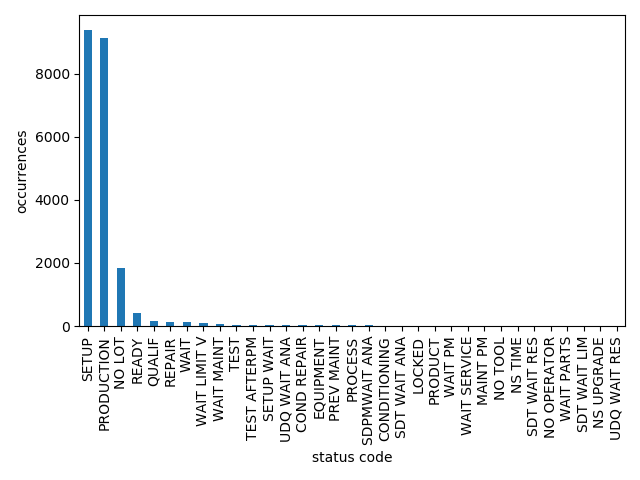 occurrences
8000
6000
4000
2000
0
SETUP
PRODUCTION
NO LOT
READY
QUALIF
REPAIR
WAIT
WAIT LIMIT V
WAIT MAINT
TEST
TEST AFTERPM
SETUP WAIT
UDQ WAIT ANA
COND REPAIR
EQUIPMENT
PREV MAINT
PROCESS
SDPMWAIT ANA
CONDITIONING
SDT WAIT ANA
LOCKED
PRODUCT
WAIT PM
WAIT SERVICE
MAINT PM
NO TOOL
NS TIME
SDT WAIT RES
NO OPERATOR
WAIT PARTS
SDT WAIT LIM
NS UPGRADE
UDQ WAIT RES
status code